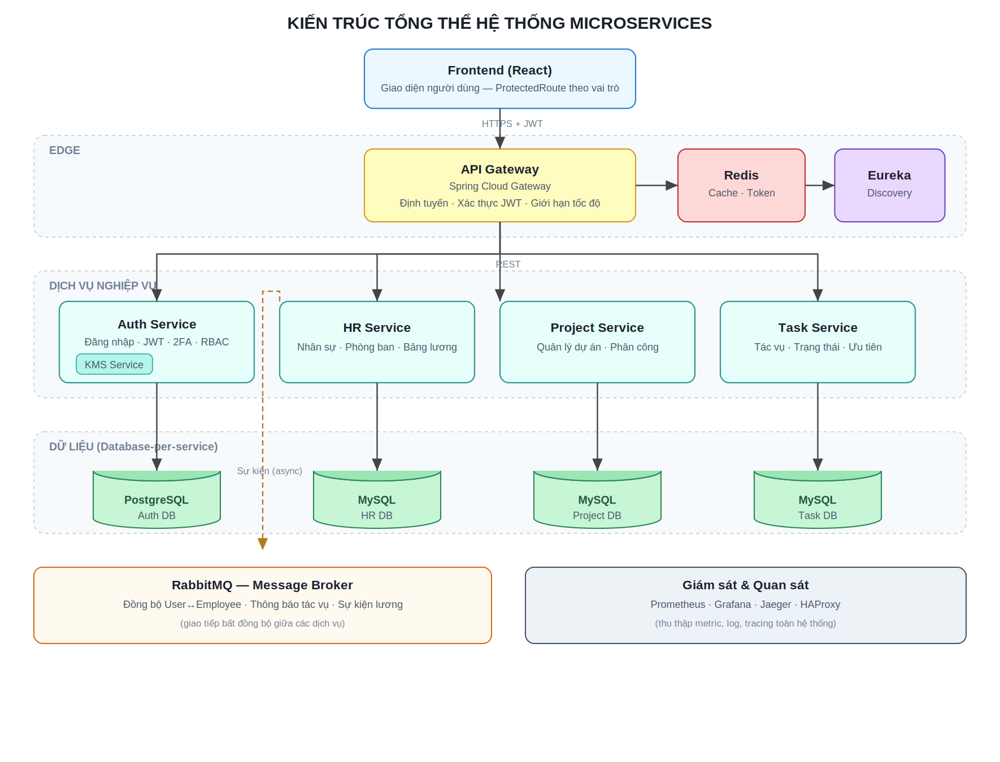 KIẾN TRÚC TỔNG THỂ HỆ THỐNG MICROSERVICES
Frontend (React)
Giao diện người dùng — ProtectedRoute theo vai trò
HTTPS + JWT
EDGE
API Gateway
Spring Cloud Gateway
Định tuyến · Xác thực JWT · Giới hạn tốc độ
Redis
Cache · Token
Eureka
Discovery
REST
DỊCH VỤ NGHIỆP VỤ
Auth Service
Đăng nhập · JWT · 2FA · RBAC
KMS Service
HR Service
Nhân sự · Phòng ban · Bảng lương
Project Service
Quản lý dự án · Phân công
Task Service
Tác vụ · Trạng thái · Ưu tiên
DỮ LIỆU (Database-per-service)
Sự kiện (async)
PostgreSQL
Auth DB
MySQL
HR DB
MySQL
Project DB
MySQL
Task DB
RabbitMQ — Message Broker
Đồng bộ User↔Employee · Thông báo tác vụ · Sự kiện lương
(giao tiếp bất đồng bộ giữa các dịch vụ)
Giám sát & Quan sát
Prometheus · Grafana · Jaeger · HAProxy
(thu thập metric, log, tracing toàn hệ thống)